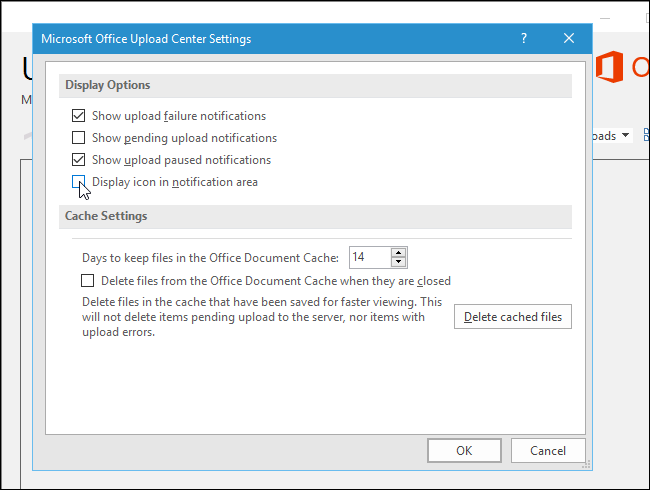 Microsoft Office Upload Center Settings ?
Display Options
Show upload failure notifications
Show pending upload notifications
Show upload paused notifications
Display icon in notification area
Cache Settings
Days to keep files in the Office Document Cache: 14
Delete files from the Office Document Cache when they are closed
Delete files in the cache that have been saved for faster viewing. This
will not delete items pending upload to the server, nor items with
upload errors.
Delete cached files
OK Cancel